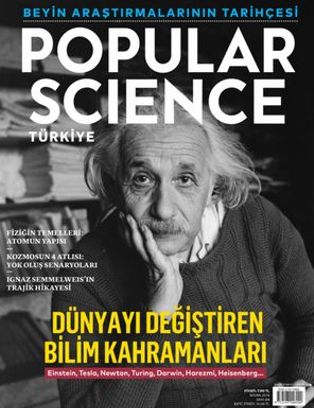 BEYİN ARAŞTIRMALARININ TARİHÇESİ
POPULAR
SCIENCE
TÜRKİYE
FİZİĞİN TEMELLERİ:
ATOMUN YAPISI
KOZMOSUN 4 ATLISI:
YOK OLUŞ SENARYOLARI
IGNAZ SEMMELWEIS'IN
TRAJİK HİKAYESİ
DÜNYAYI DEĞİŞTİREN
BİLİM KAHRAMANLARI
Einstein, Tesla, Newton, Turing, Darwin, Harezmi, Heisenberg...